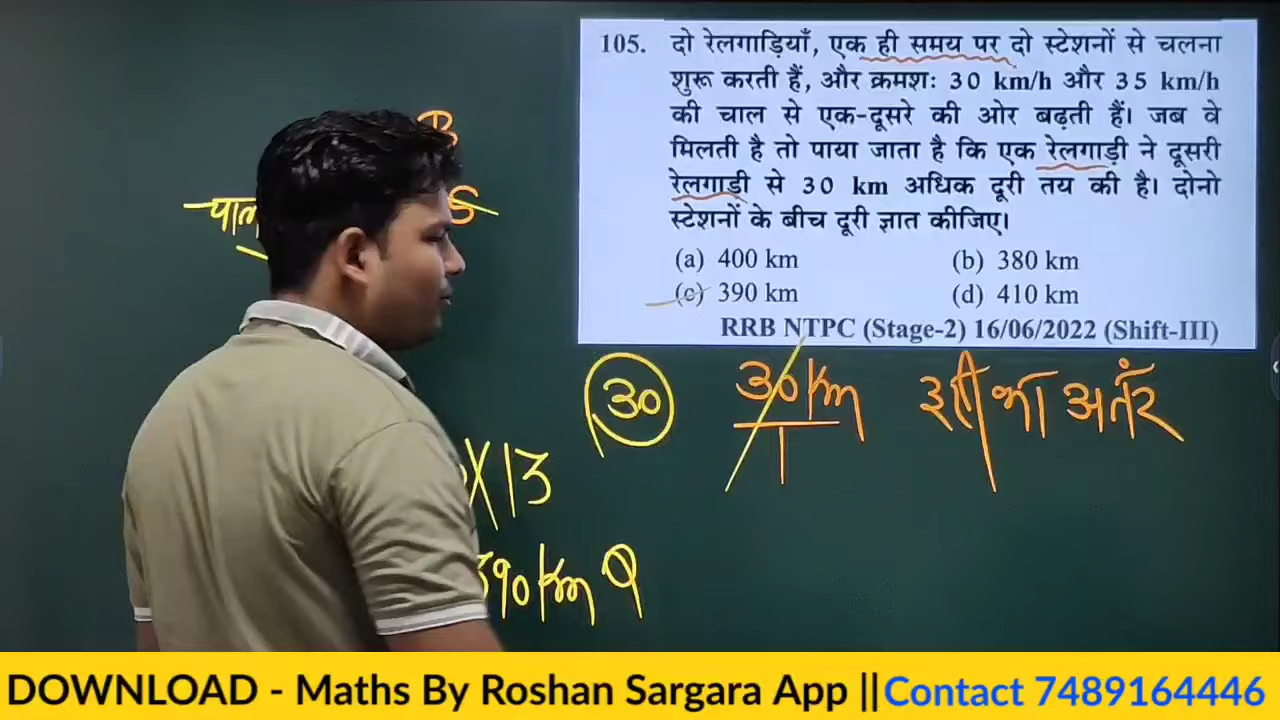 105. दो रेलगाड़ियाँ, एक ही समय पर दो स्टेशनों से चलना
शुरू करती हैं, और क्रमशः 30 km/h और 35 km/h
की चाल से एक-दूसरे की ओर बढ़ती हैं। जब वे
मिलती है तो पाया जाता है कि एक रेलगाड़ी ने दूसरी
रेलगाड़ी से 30 km अधिक दूरी तय की है। दोनो
स्टेशनों के बीच दूरी ज्ञात कीजिए।
(a) 400 km (b) 380 km
(c) 390 km (d) 410 km
RRB NTPC (Stage-2) 16/06/2022 (Shift-III)
B
चाल
30 30 km का अतंर
1
X13
390 km
DOWNLOAD - Maths By Roshan Sargara App || Contact 7489164446